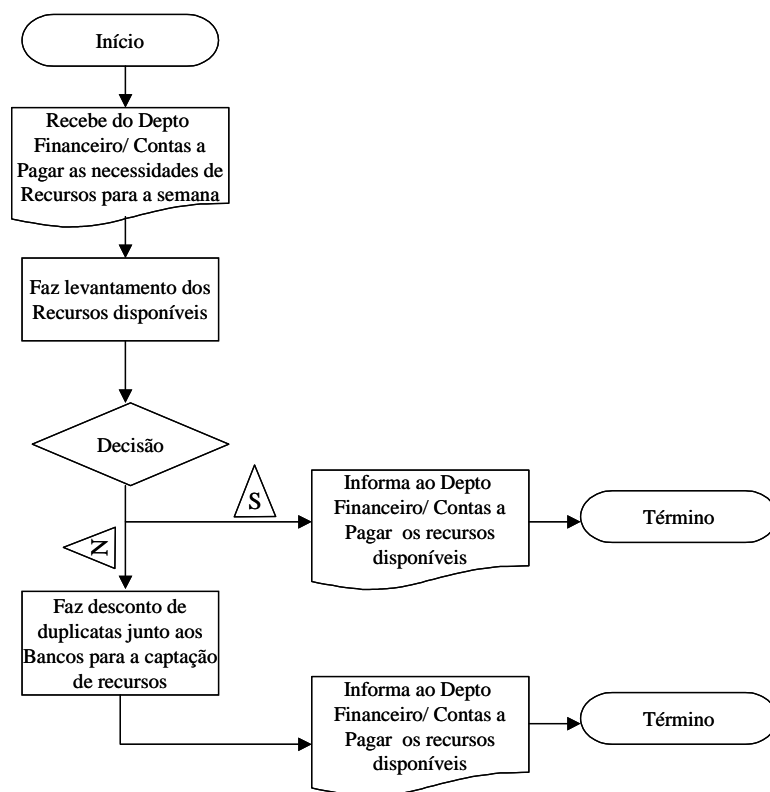 Início
Recebe do Depto
Financeiro/ Contas a
Pagar as necessidades de
Recursos para a semana
Faz levantamento dos
Recursos disponíveis
Decisão
S
Informa ao Depto
Financeiro/ Contas a
Pagar os recursos
disponíveis
Término
N
Faz desconto de
duplicatas junto aos
Bancos para a captação
de recursos
Informa ao Depto
Financeiro/ Contas a
Pagar os recursos
disponíveis
Término